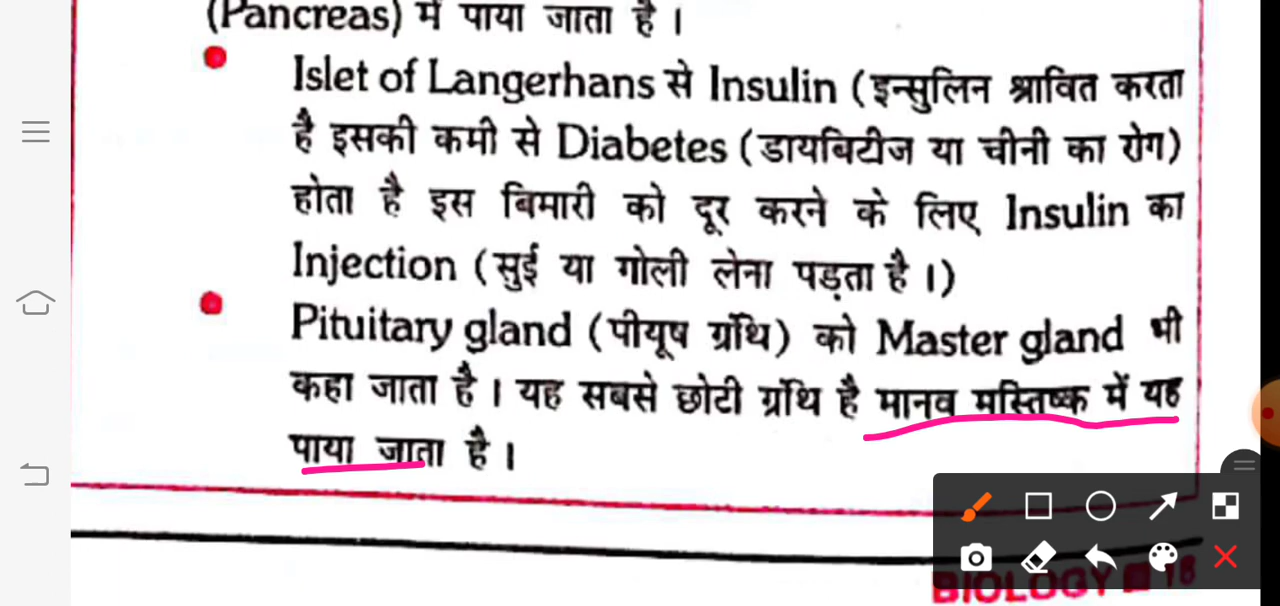 (Pancreas) में पाया जाता है।
Islet of Langerhans से Insulin (इन्सुलिन श्रावित करता
है इसकी कमी से Diabetes (डायबिटीज या चीनी का रोग)
होता है इस बिमारी को दूर करने के लिए Insulin का
Injection (सुई या गोली लेना पड़ता है।)
Pituitary gland (पीयूष ग्रंथि) को Master gland भी
कहा जाता है। यह सबसे छोटी ग्रंथि है मानव मस्तिष्क में यह
पाया जाता है।
BIOLOGY 18